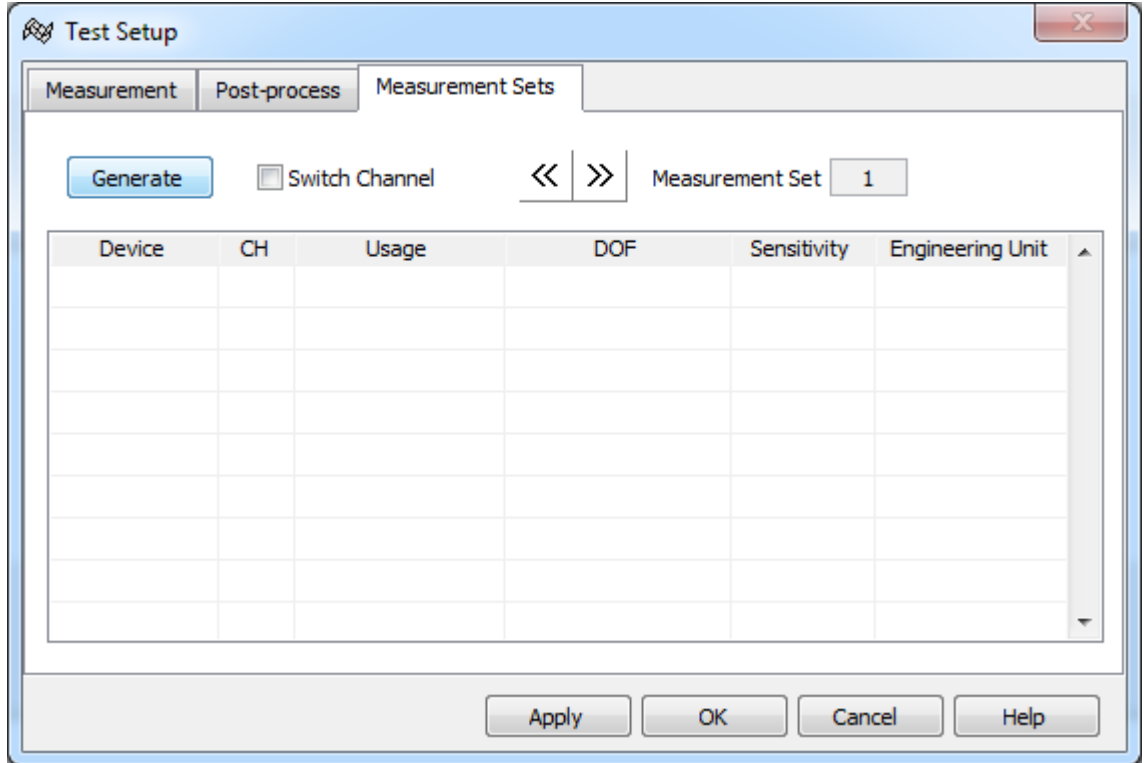 Test Setup
Measurement Post-process Measurement Sets
Generate Switch Channel Measurement Set 1
Device CH Usage DOF Sensitivity Engineering Unit
Apply OK Cancel Help